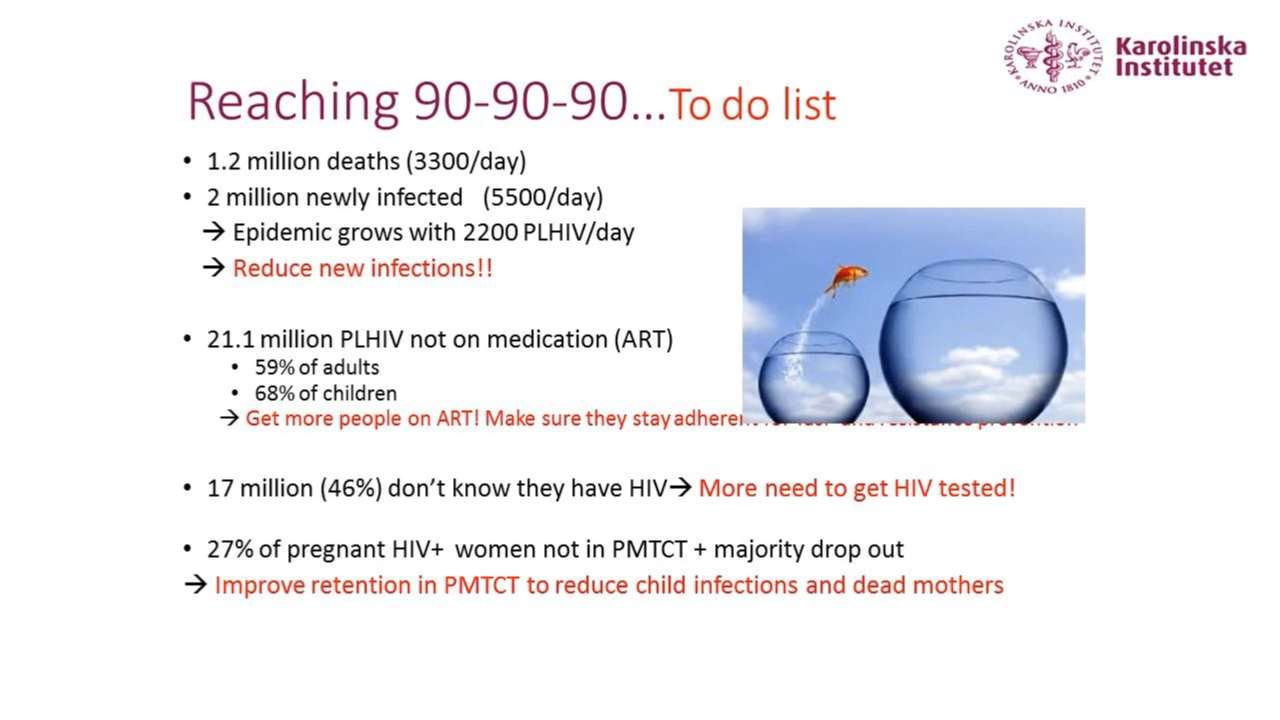 Karolinska
Institutet
KAROLINSKA INSTITUTET
ANNO 1810
Reaching 90-90-90...To do list
• 1.2 million deaths (3300/day)
• 2 million newly infected (5500/day)
→ Epidemic grows with 2200 PLHIV/day
→ Reduce new infections!!
• 21.1 million PLHIV not on medication (ART)
• 59% of adults
• 68% of children
→ Get more people on ART! Make sure they stay adherent
• 17 million (46%) don’t know they have HIV→ More need to get HIV tested!
• 27% of pregnant HIV+ women not in PMTCT + majority drop out
→ Improve retention in PMTCT to reduce child infections and dead mothers